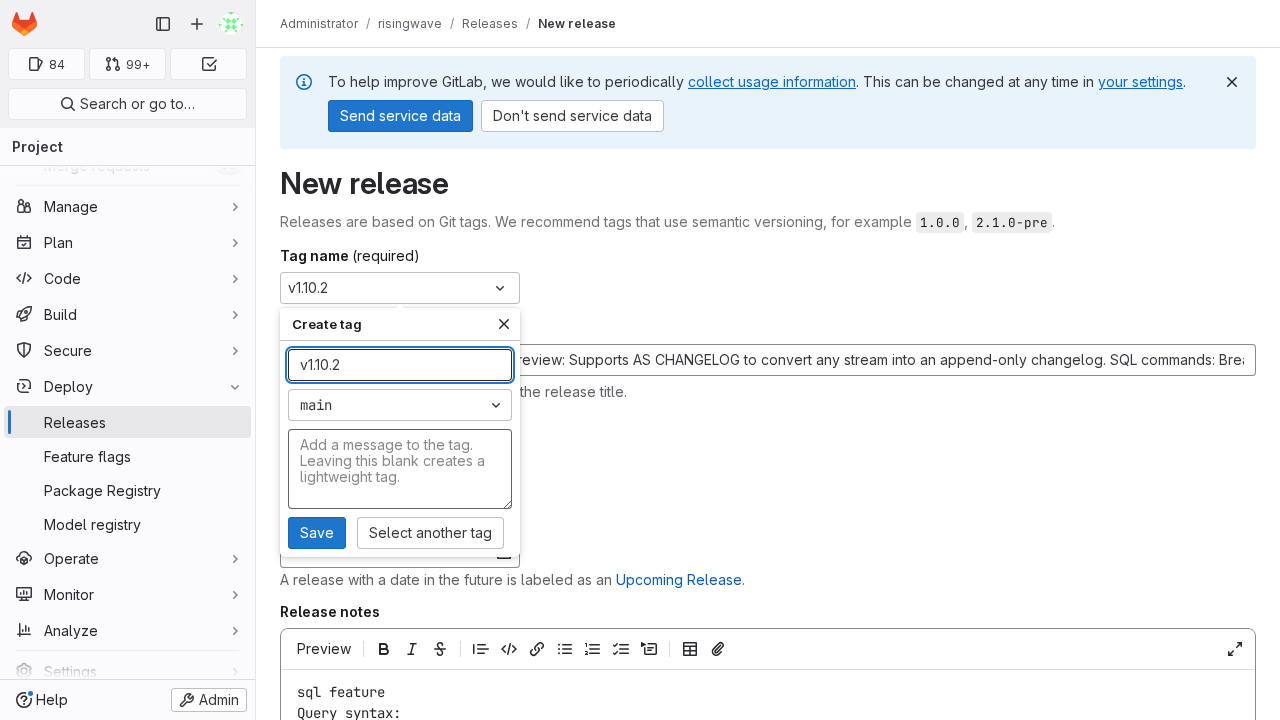 Administrator / risingwave / Releases / New release
84
99+
Search or go to…
Project
Merge requests
Manage
Plan
Code
Build
Secure
Deploy
Releases
Feature flags
Package Registry
Model registry
Operate
Monitor
Analyze
Settings
Help
Admin
To help improve GitLab, we would like to periodically collect usage information. This can be changed at any time in your settings.
Send service data
Don't send service data
New release
Releases are based on Git tags. We recommend tags that use semantic versioning, for example 1.0.0, 2.1.0-pre.
Tag name (required)
v1.10.2
Create tag
v1.10.2
main
Add a message to the tag.
Leaving this blank creates a
lightweight tag.
Save
Select another tag
review: Supports AS CHANGELOG to convert any stream into an append-only changelog. SQL commands: Brea
the release title.
A release with a date in the future is labeled as an Upcoming Release.
Release notes
Preview
sql feature
Query syntax: